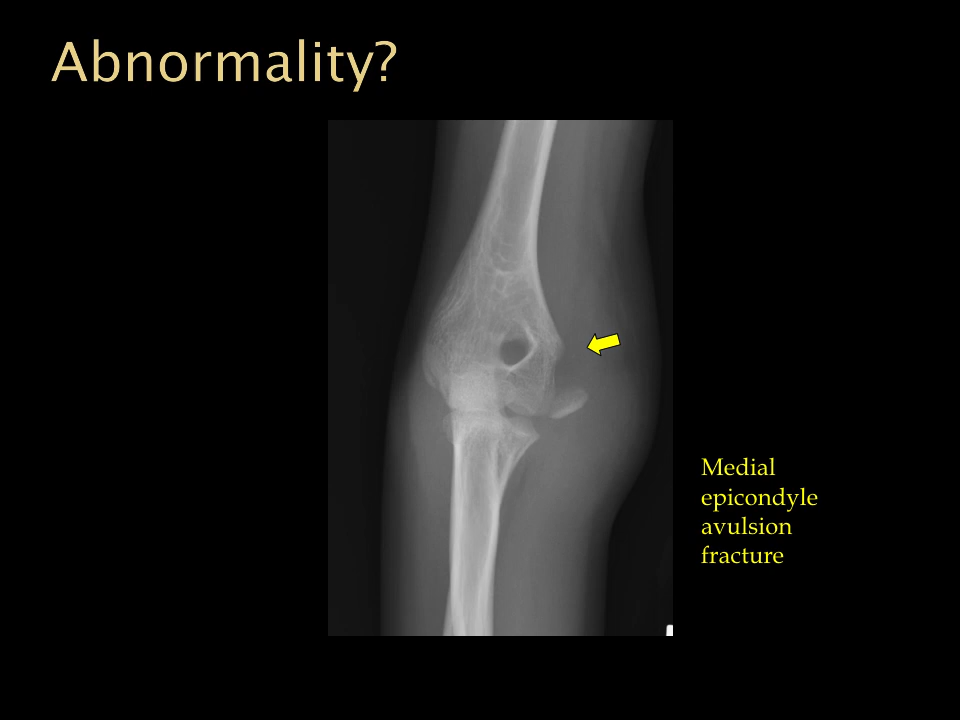 Abnormality?
Medial
epicondyle
avulsion
fracture